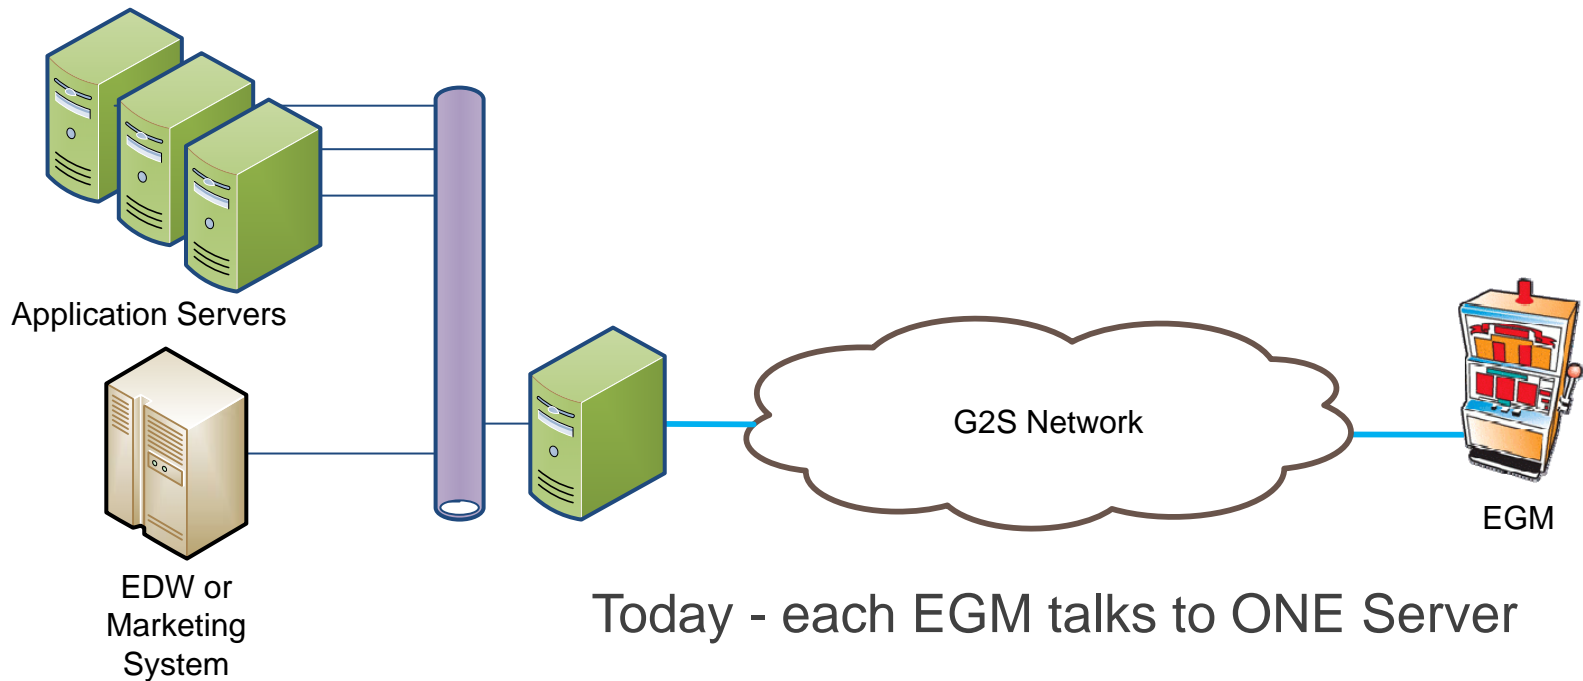 Application Servers
EDW or
Marketing
System
G2S Network
EGM
Today - each EGM talks to ONE Server